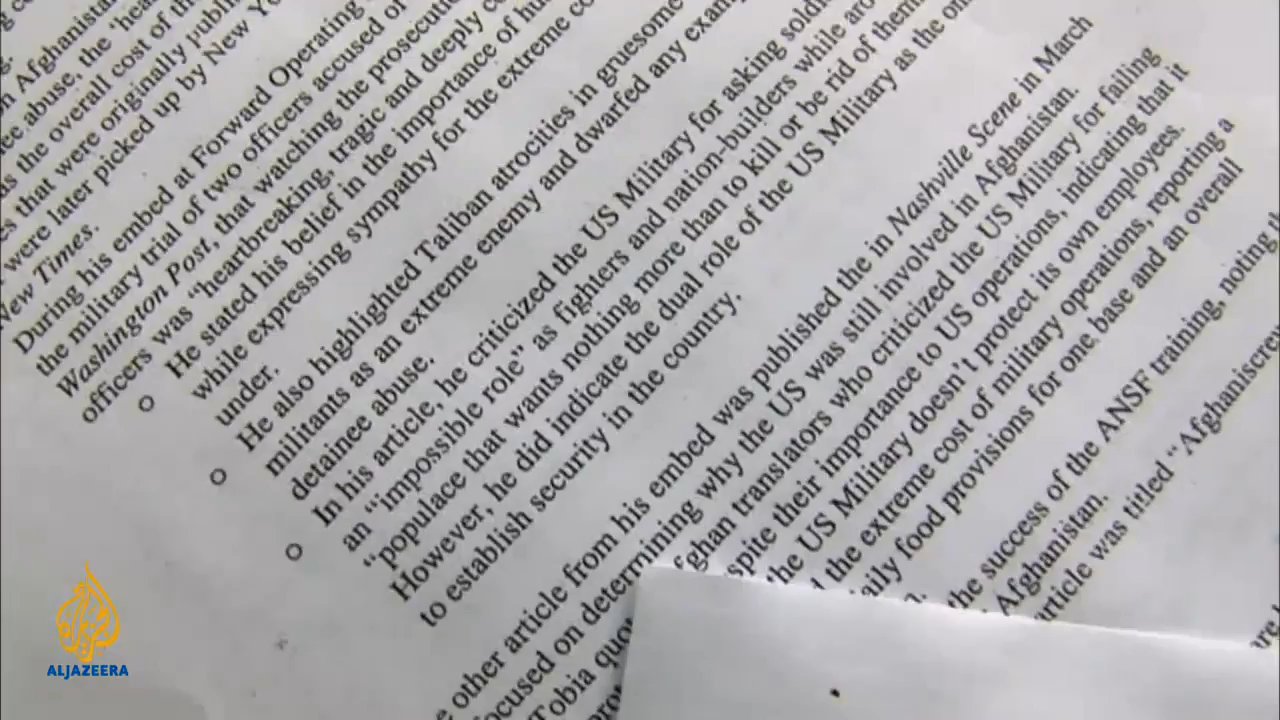 n Afghanistan
ee abuse, the 'hea
as the overall cost of th
es that were originally publi
were later picked up by New Yo
New Times.
During his embed at Forward Operating
the military trial of two officers accused of
Washington Post, that watching the prosecuti
officers was "heartbreaking, tragic and deeply c
He stated his belief in the importance of hu
while expressing sympathy for the extreme co
under.
He also highlighted Taliban atrocities in gruesome
militants as an extreme enemy and dwarfed any examp
detainee abuse.
In his article, he criticized the US Military for asking soldi
an "impossible role" as fighters and nation-builders while aro
"populace that wants nothing more than to kill or be rid of them
However, he did indicate the dual role of the US Military as the on
to establish security in the country.
e other article from his embed was published the in Nashville Scene in March
ocused on determining why the US was still involved in Afghanistan.
Tobia quo fghan translators who criticized the US Military for failing
spite their importance to US operations, indicating that it
the US Military doesn't protect its own employees.
d the extreme cost of military operations, reporting a
aily food provisions for one base and an overall
the success of the ANSF training, noting th
Afghanistan.
article was titled "Afghaniscrew
ALJAZEERA